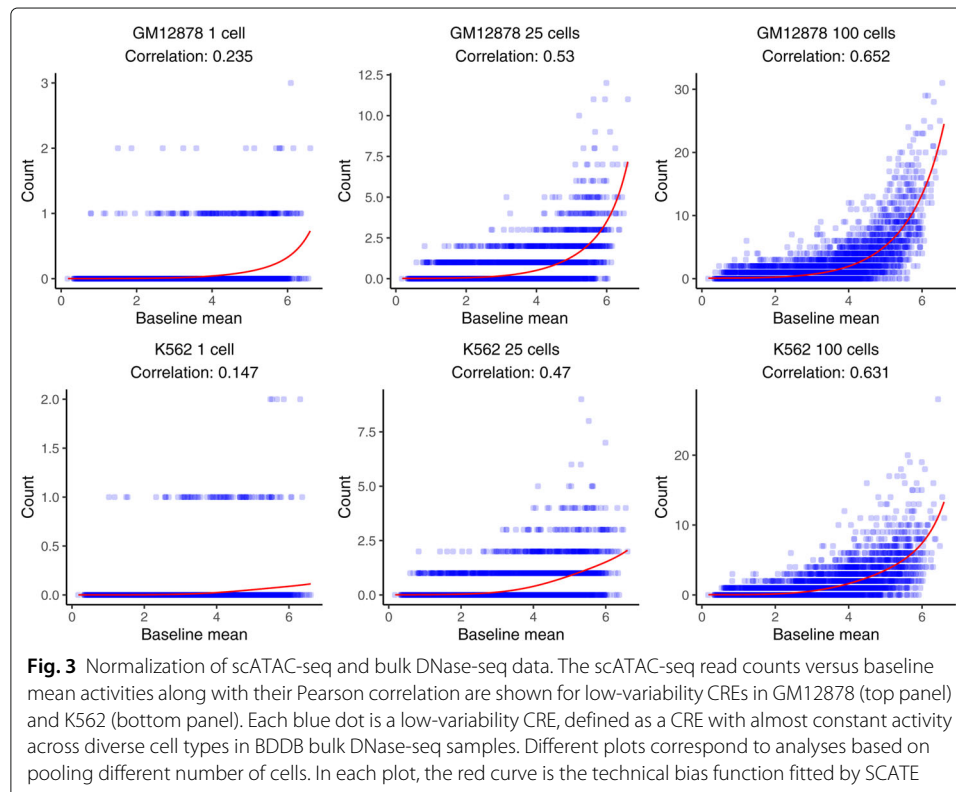 GM12878 1 cell
Correlation: 0.235
3
2
1
0
Count
0 2 4 6
Baseline mean
GM12878 25 cells
Correlation: 0.53
12.5
10.0
7.5
5.0
2.5
0.0
Count
0 2 4 6
Baseline mean
GM12878 100 cells
Correlation: 0.652
30
20
10
0
Count
0 2 4 6
Baseline mean
K562 1 cell
Correlation: 0.147
2.0
1.5
1.0
0.5
0.0
Count
0 2 4 6
Baseline mean
K562 25 cells
Correlation: 0.47
7.5
5.0
2.5
0.0
Count
0 2 4 6
Baseline mean
K562 100 cells
Correlation: 0.631
20
10
0
Count
0 2 4 6
Baseline mean
Fig. 3 Normalization of scATAC-seq and bulk DNase-seq data. The scATAC-seq read counts versus baseline
mean activities along with their Pearson correlation are shown for low-variability CREs in GM12878 (top panel)
and K562 (bottom panel). Each blue dot is a low-variability CRE, defined as a CRE with almost constant activity
across diverse cell types in BDDB bulk DNase-seq samples. Different plots correspond to analyses based on
pooling different number of cells. In each plot, the red curve is the technical bias function fitted by SCATE